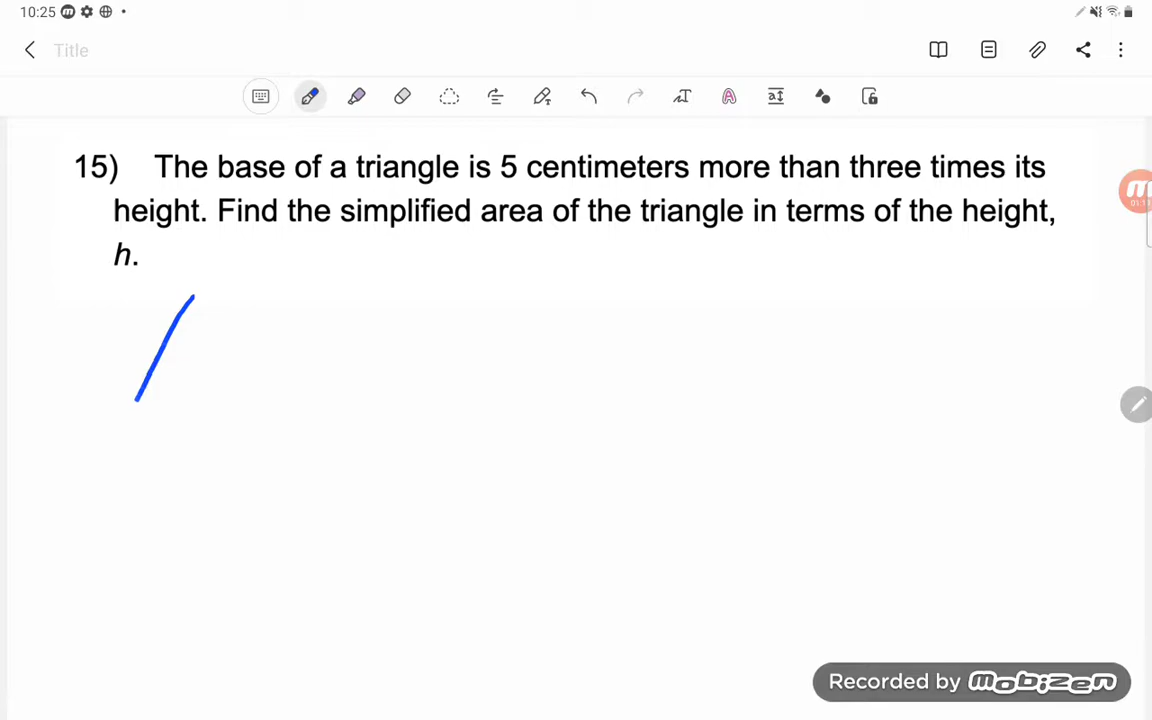 10:25
Title
15) The base of a triangle is 5 centimeters more than three times its
height. Find the simplified area of the triangle in terms of the height,
h.
Recorded by mobizen